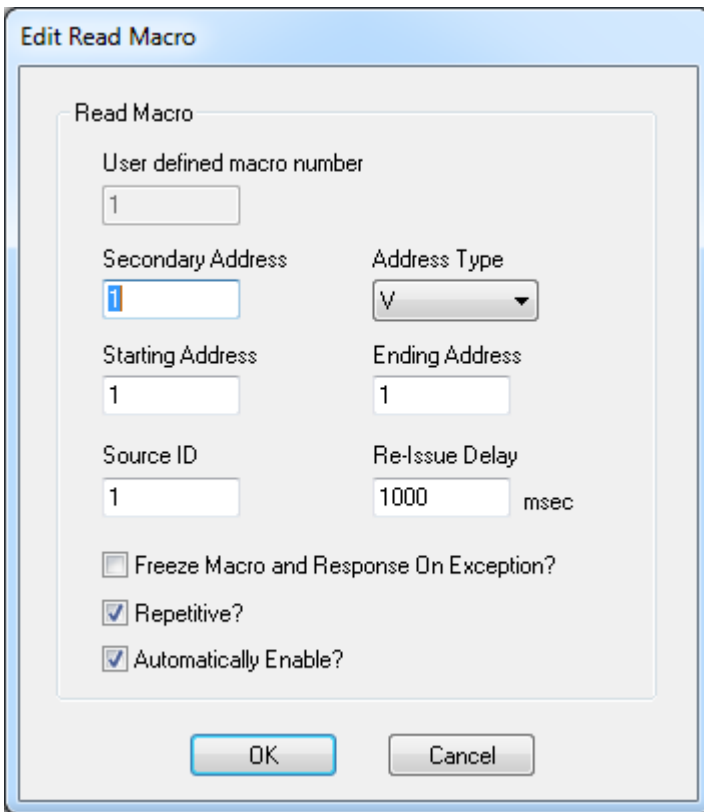 Edit Read Macro
Read Macro
User defined macro number
1
Secondary Address Address Type
1 V
Starting Address Ending Address
1 1
Source ID Re-Issue Delay
1 1000 msec
Freeze Macro and Response On Exception?
Repetitive?
Automatically Enable?
OK Cancel